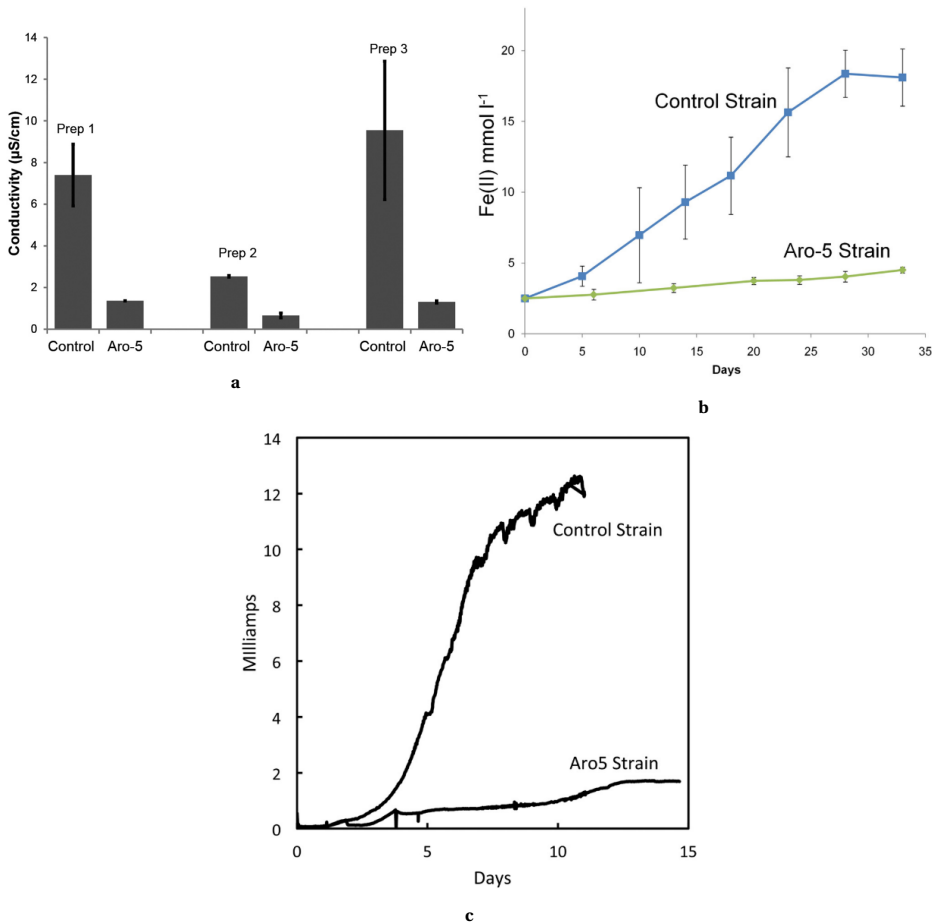 14
12
10
8
6
4
2
0
Conductivity (µS/cm)
Prep 1
Prep 2
Prep 3
Control Aro-5 Control Aro-5 Control Aro-5
a
20
15
10
5
0
Fe(II) mmol l-1
Control Strain
Aro-5 Strain
0 5 10 15 20 25 30 35
Days
b
14
12
10
8
6
4
2
0
MIlliamps
Control Strain
Aro5 Strain
0 5 10 15
Days
c